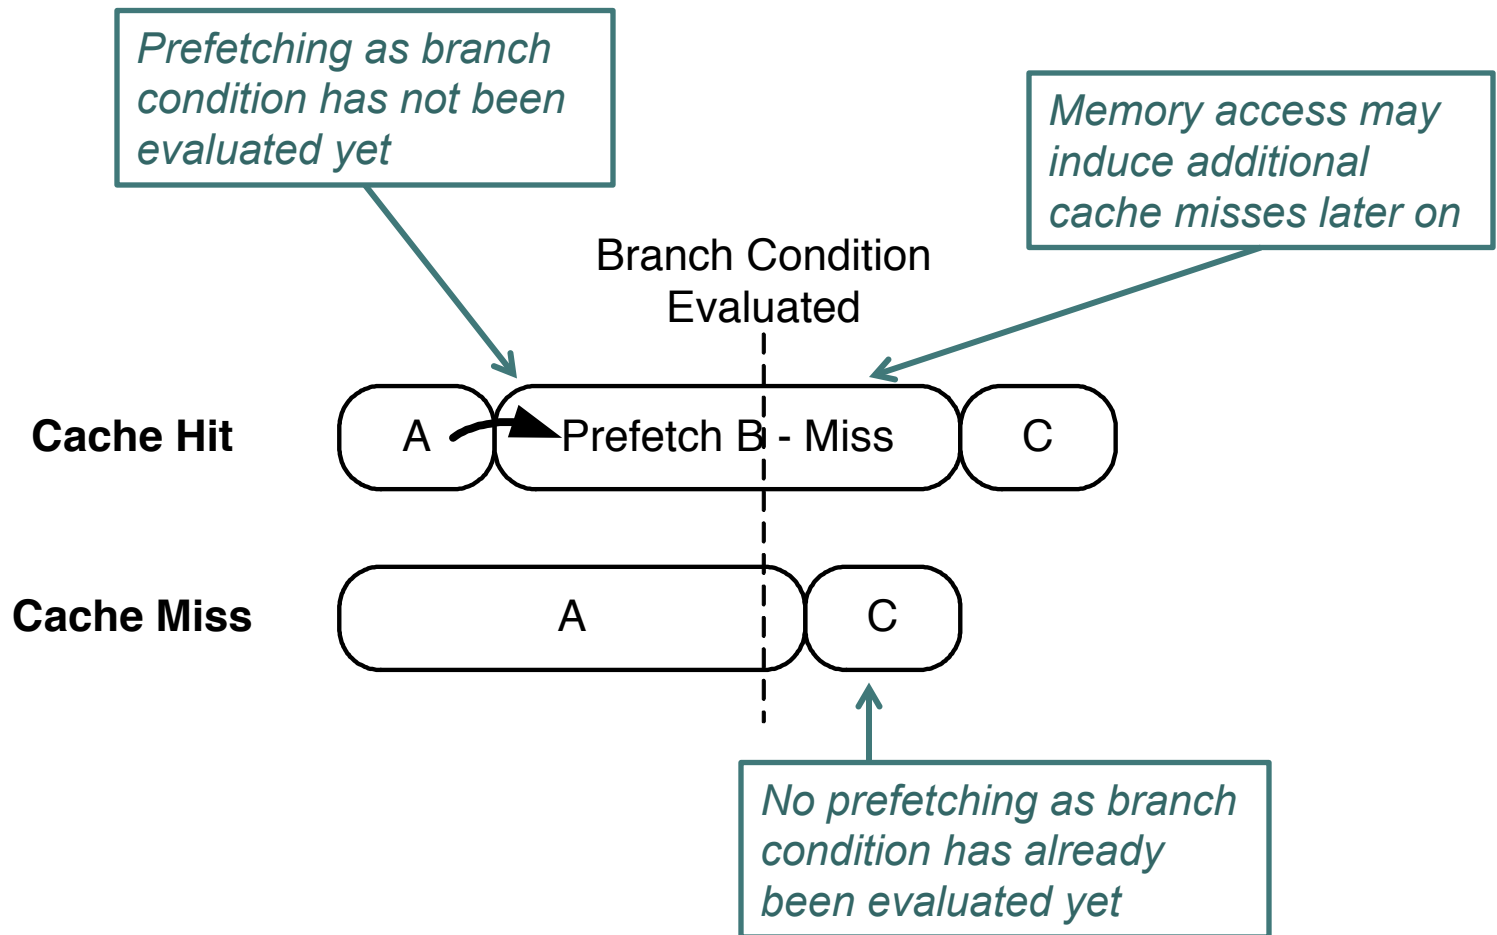 Prefetching as branch
condition has not been
evaluated yet
Memory access may
induce additional
cache misses later on
Branch Condition
Evaluated
Cache Hit
A
Prefetch B - Miss
C
Cache Miss
A
C
No prefetching as branch
condition has already
been evaluated yet